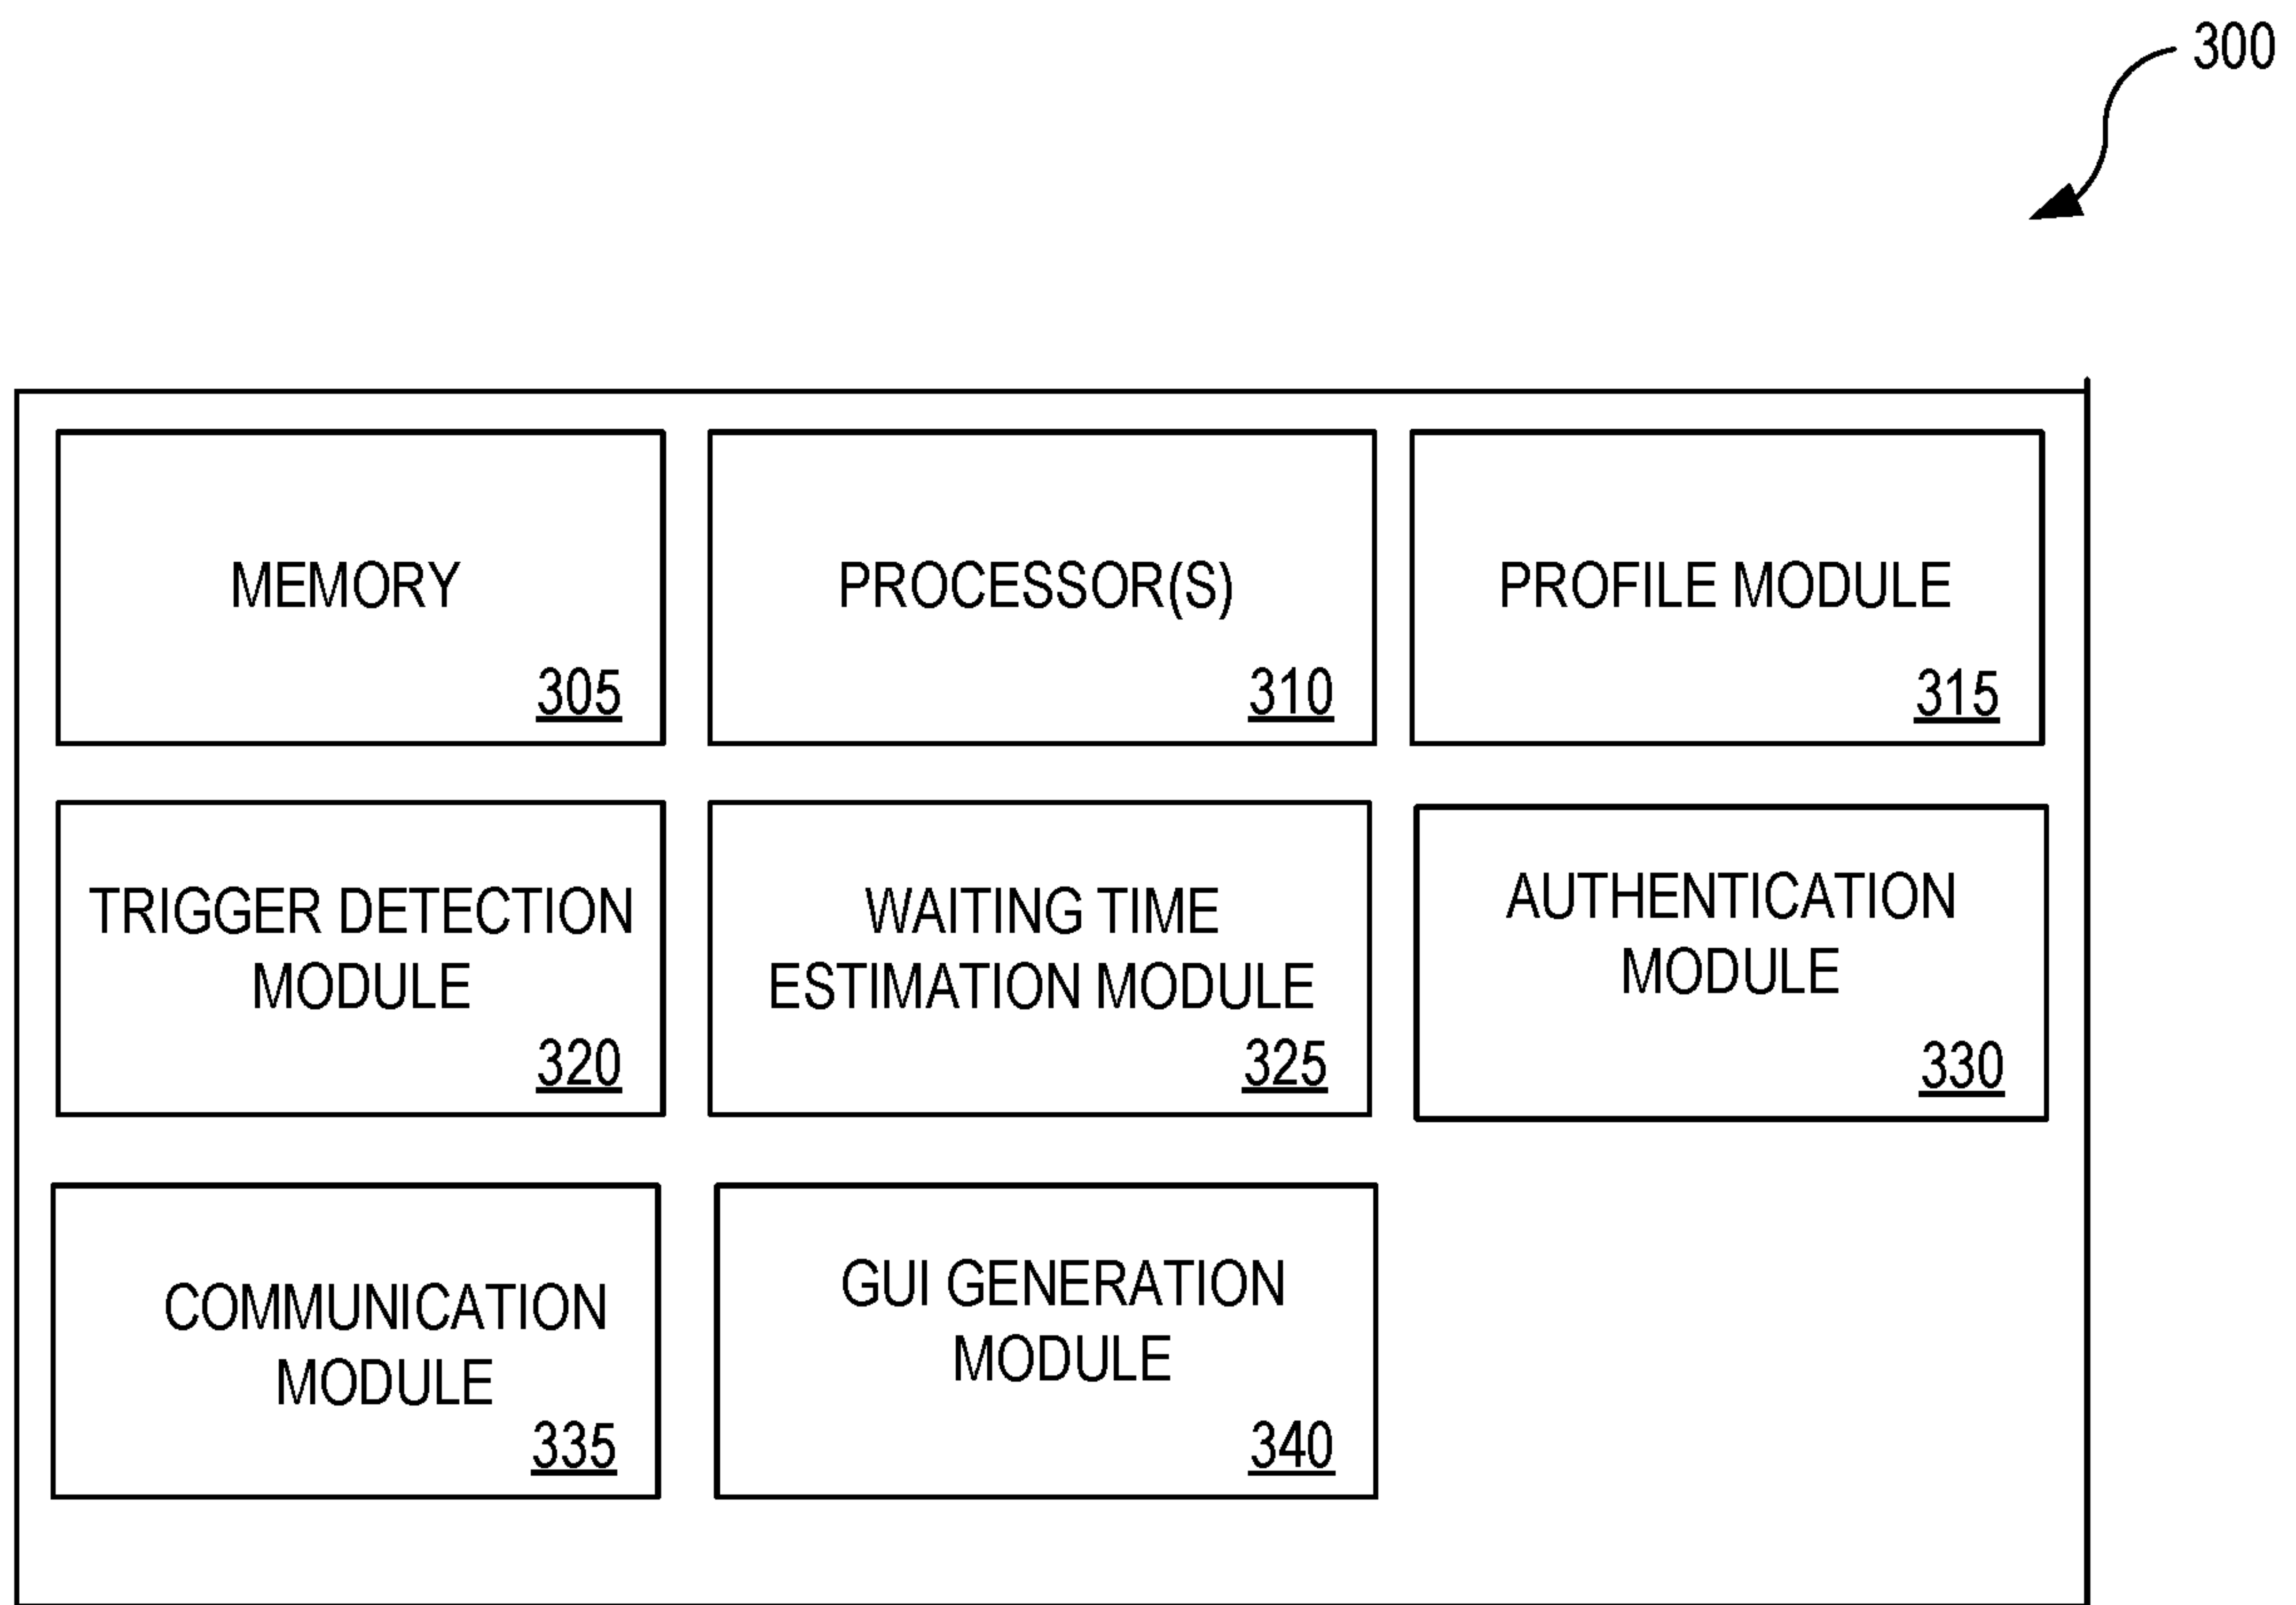 300
MEMORY
305
PROCESSOR(S)
310
PROFILE MODULE
315
TRIGGER DETECTION
MODULE
320
WAITING TIME
ESTIMATION MODULE
325
AUTHENTICATION
MODULE
330
COMMUNICATION
MODULE
335
GUI GENERATION
MODULE
340